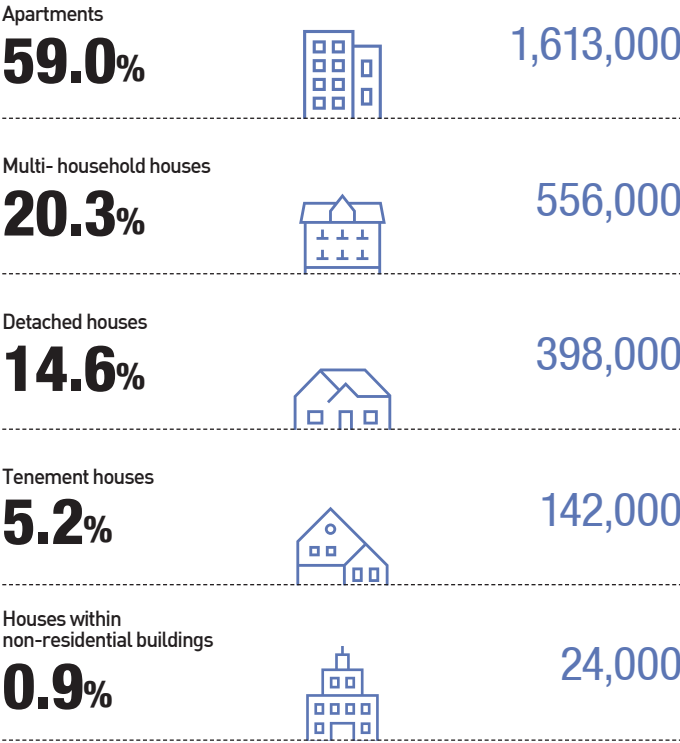 Apartments
59.0%
1,613,000
Multi- household houses
20.3%
556,000
Detached houses
14.6%
398,000
Tenement houses
5.2%
142,000
Houses within
non-residential buildings
0.9%
24,000